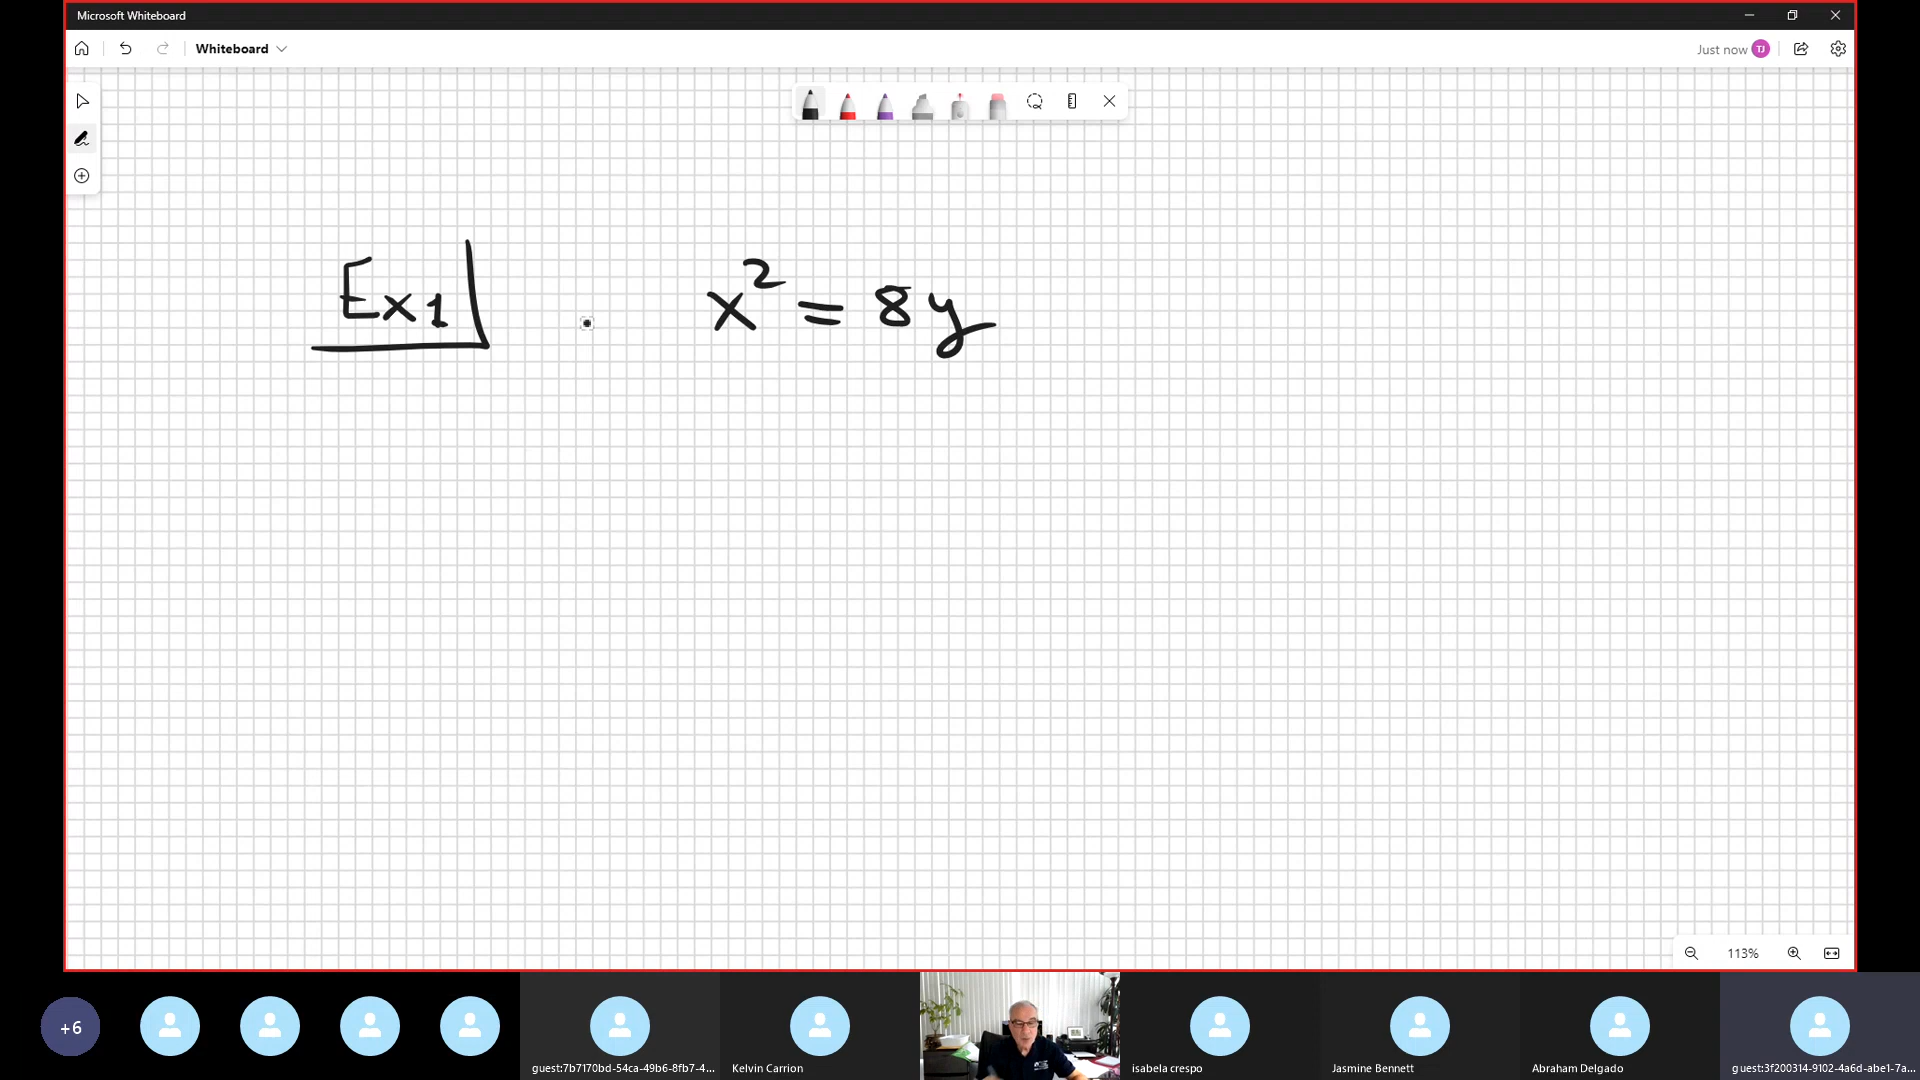 Microsoft Whiteboard
Whiteboard
Just now TJ
Ex1 x² = 8y
113%
+6
guest:7b7170bd-54ca-49b6-8fb7-4...
Kelvin Carrion
isabela crespo
Jasmine Bennett
Abraham Delgado
guest:3f200314-9102-4a6d-abe1-7a...